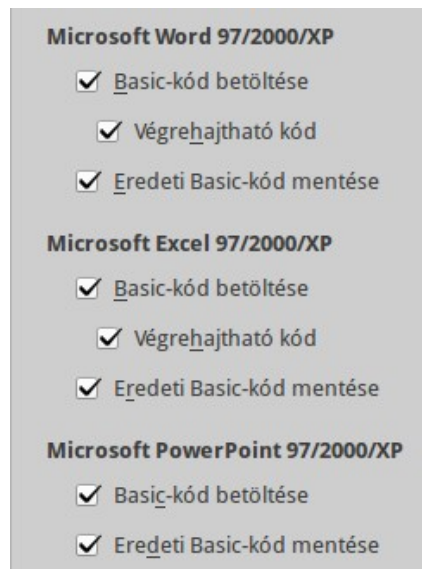 Microsoft Word 97/2000/XP
Basic-kód betöltése
Végrehajtható kód
Eredeti Basic-kód mentése
Microsoft Excel 97/2000/XP
Basic-kód betöltése
Végrehajtható kód
Eredeti Basic-kód mentése
Microsoft PowerPoint 97/2000/XP
Basic-kód betöltése
Eredeti Basic-kód mentése